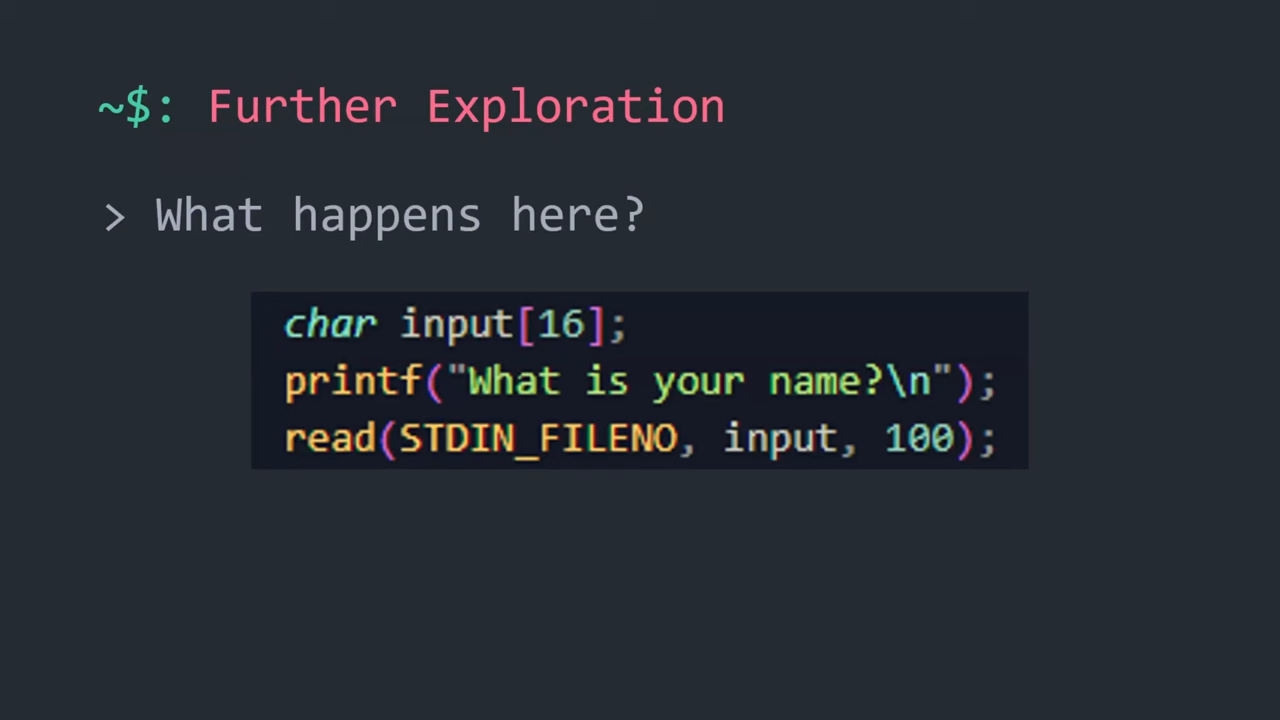 ~$: Further Exploration
> What happens here?
char input[16];
printf("What is your name?\n");
read(STDIN_FILENO, input, 100);